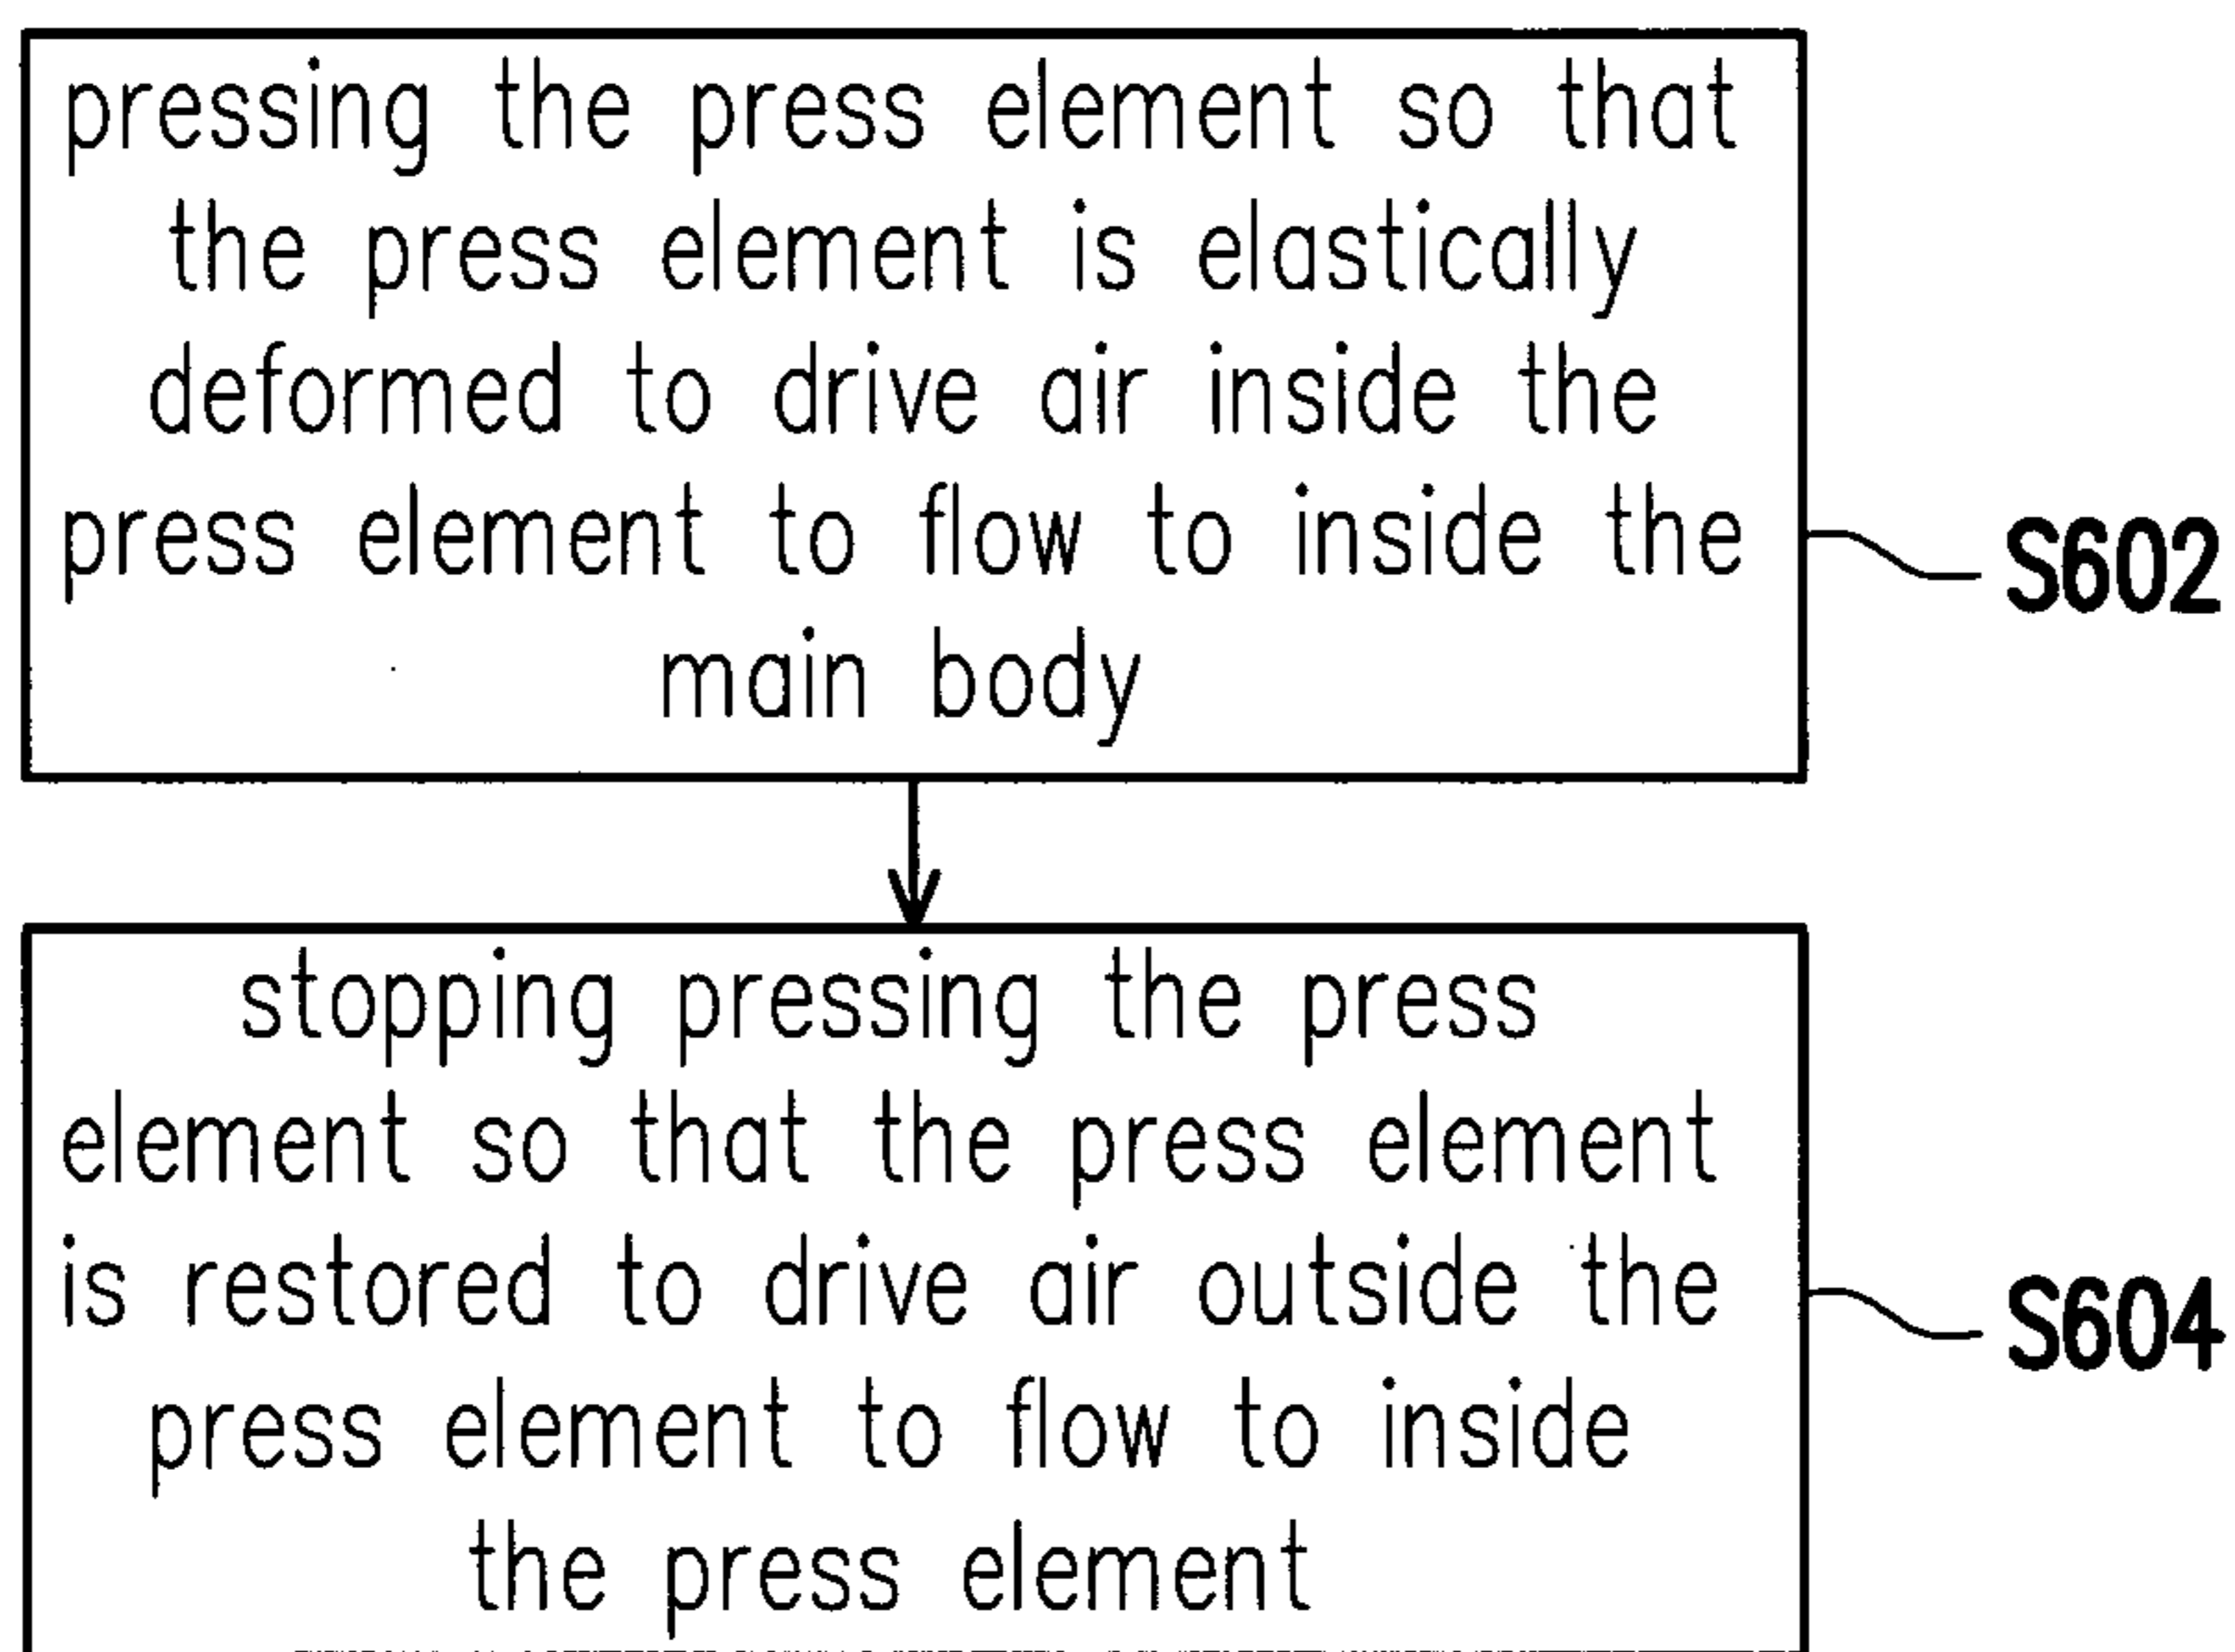 pressing the press element so that
the press element is elastically
deformed to drive air inside the
press element to flow to inside the
main body
S602
stopping pressing the press
element so that the press element
is restored to drive air outside the
press element to flow to inside
the press element
S604